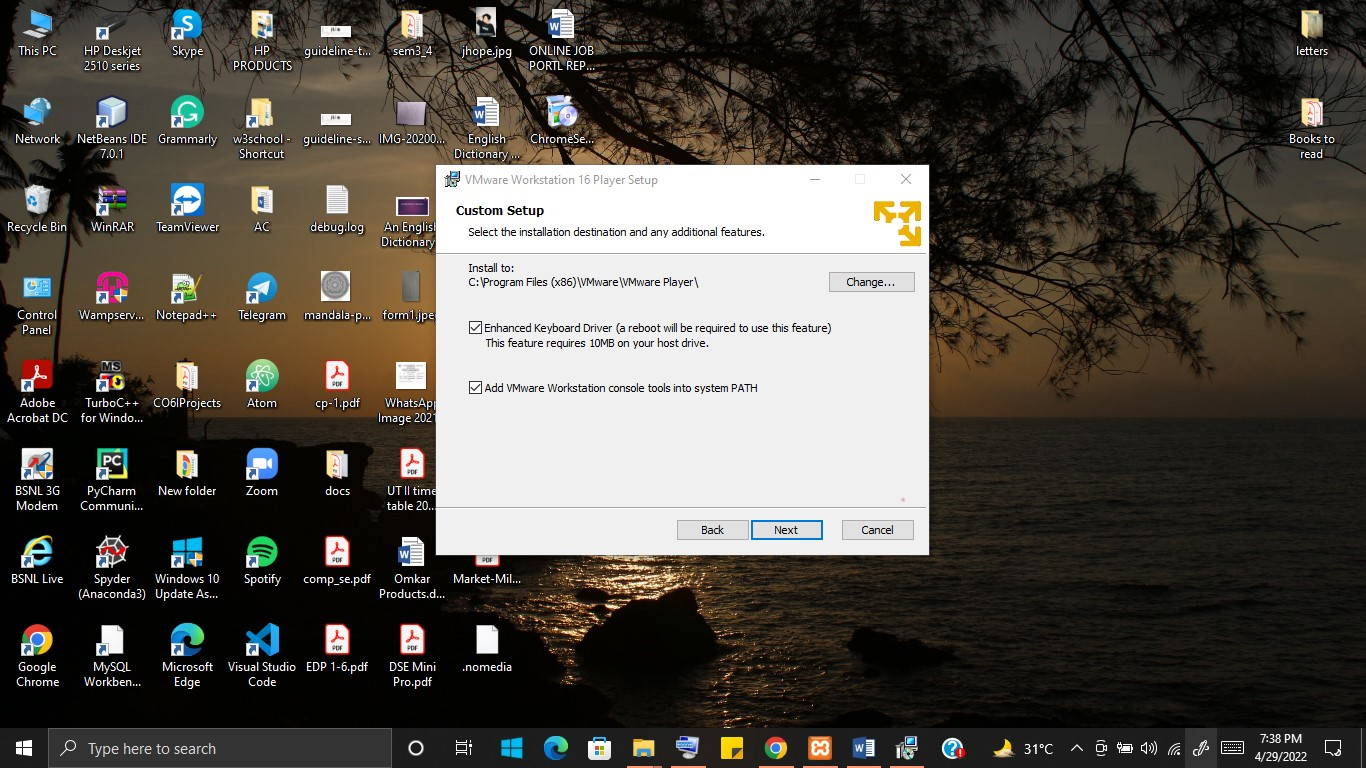 This PC
HP Deskjet
2510 series
Skype
HP
PRODUCTS
guideline-t...
sem3_4
jhope.jpg
ONLINE JOB
PORTL REP...
letters
Network
NetBeans IDE
7.0.1
Grammarly
w3school -
Shortcut
guideline-s...
IMG-20200...
English
Dictionary ...
ChromeSe...
Books to
read
Recycle Bin
WinRAR
TeamViewer
AC
debug.log
An English
Dictionary
Control
Panel
Wampserv...
Notepad++
Telegram
mandala-p...
form1.jpeg
Adobe
Acrobat DC
TurboC++
for Windo...
CO6IProjects
Atom
cp-1.pdf
WhatsApp
Image 2021
BSNL 3G
Modem
PyCharm
Communi...
New folder
Zoom
docs
UT II time
table 20...
BSNL Live
Spyder
(Anaconda3)
Windows 10
Update As...
Spotify
comp_se.pdf
Omkar
Products.d...
Market-Mil...
Google
Chrome
MySQL
Workben...
Microsoft
Edge
Visual Studio
Code
EDP 1-6.pdf
DSE Mini
Pro.pdf
.nomedia
VMware Workstation 16 Player Setup
Custom Setup
Select the installation destination and any additional features.
Install to:
C:\Program Files (x86)\VMware\VMware Player\
Change...
Enhanced Keyboard Driver (a reboot will be required to use this feature)
This feature requires 10MB on your host drive.
Add VMware Workstation console tools into system PATH
Back
Next
Cancel
Type here to search
31°C
7:38 PM
4/29/2022